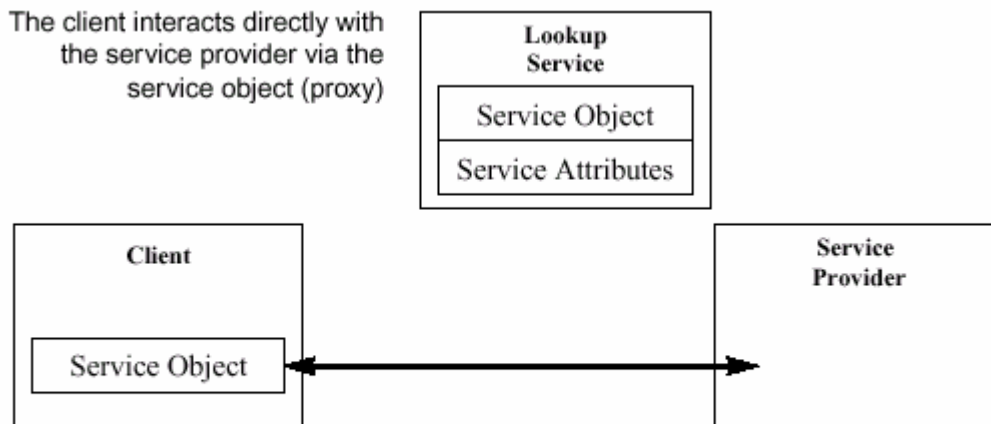 The client interacts directly with
the service provider via the
service object (proxy)
Lookup
Service
Service Object
Service Attributes
Client
Service Object
Service
Provider